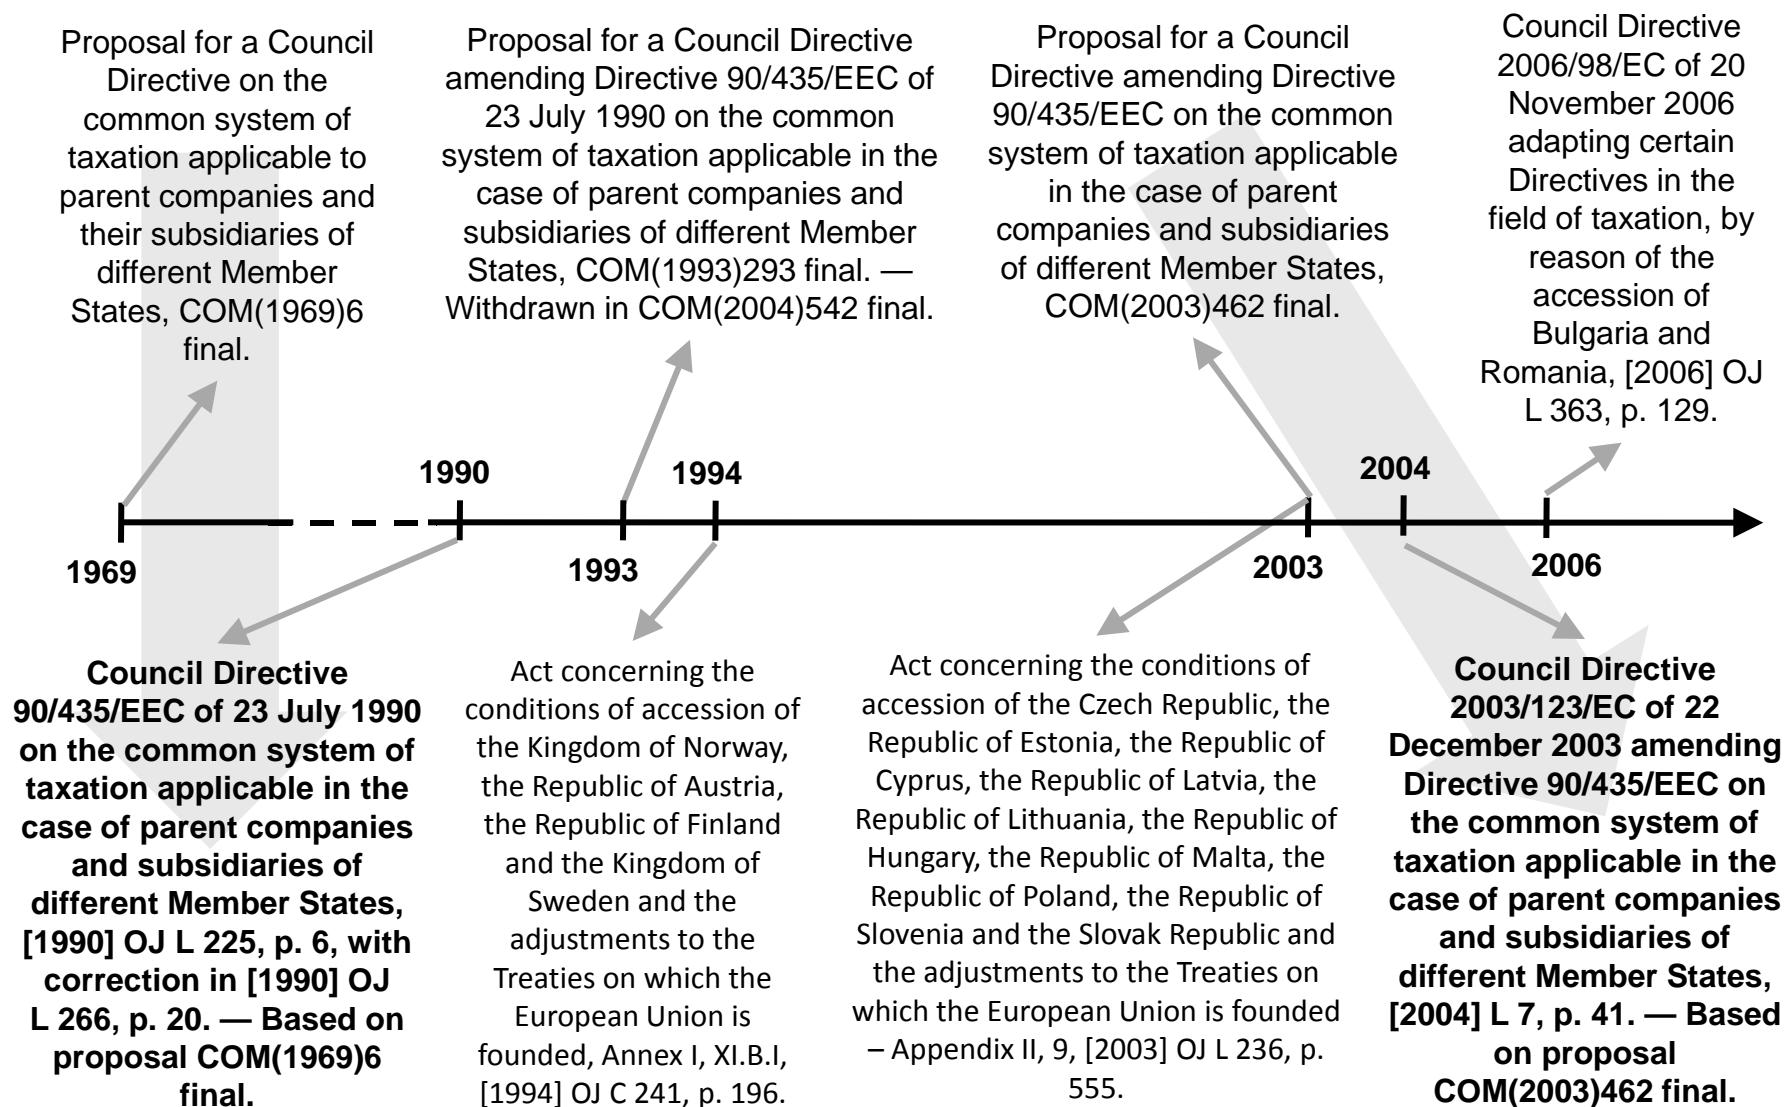 Proposal for a Council
Directive on the
common system of
taxation applicable to
parent companies and
their subsidiaries of
different Member
States, COM(1969)6
final.
Proposal for a Council Directive
amending Directive 90/435/EEC of
23 July 1990 on the common
system of taxation applicable in the
case of parent companies and
subsidiaries of different Member
States, COM(1993)293 final. —
Withdrawn in COM(2004)542 final.
Proposal for a Council
Directive amending Directive
90/435/EEC on the common
system of taxation applicable
in the case of parent
companies and subsidiaries
of different Member States,
COM(2003)462 final.
Council Directive
2006/98/EC of 20
November 2006
adapting certain
Directives in the
field of taxation, by
reason of the
accession of
Bulgaria and
Romania, [2006] OJ
L 363, p. 129.
1969
1990
1993
1994
2003
2004
2006
Council Directive
90/435/EEC of 23 July 1990
on the common system of
taxation applicable in the
case of parent companies
and subsidiaries of
different Member States,
[1990] OJ L 225, p. 6, with
correction in [1990] OJ
L 266, p. 20. — Based on
proposal COM(1969)6
final.
Act concerning the
conditions of accession of
the Kingdom of Norway,
the Republic of Austria,
the Republic of Finland
and the Kingdom of
Sweden and the
adjustments to the
Treaties on which the
European Union is
founded, Annex I, XI.B.I,
[1994] OJ C 241, p. 196.
Act concerning the conditions of
accession of the Czech Republic, the
Republic of Estonia, the Republic of
Cyprus, the Republic of Latvia, the
Republic of Lithuania, the Republic of
Hungary, the Republic of Malta, the
Republic of Poland, the Republic of
Slovenia and the Slovak Republic and
the adjustments to the Treaties on
which the European Union is founded
– Appendix II, 9, [2003] OJ L 236, p.
555.
Council Directive
2003/123/EC of 22
December 2003 amending
Directive 90/435/EEC on
the common system of
taxation applicable in the
case of parent companies
and subsidiaries of
different Member States,
[2004] L 7, p. 41. — Based
on proposal
COM(2003)462 final.